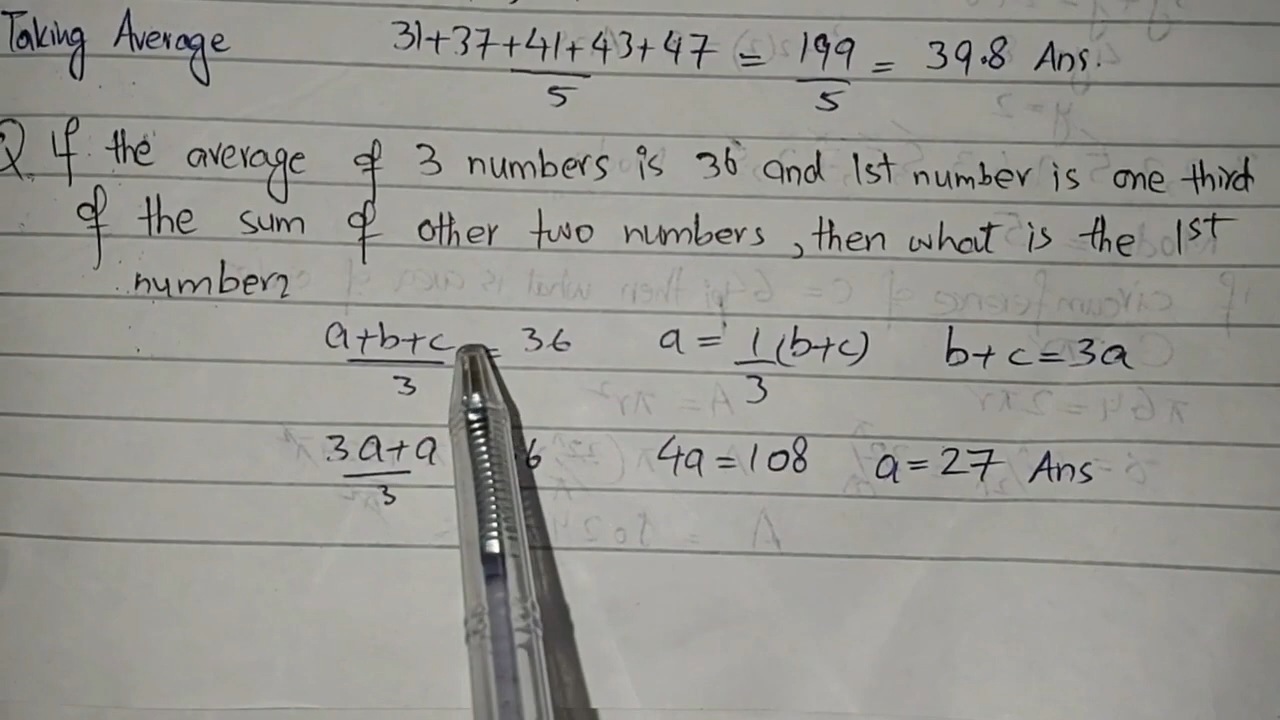 Taking Average 31+37+41+43+47 = 199 = 39.8 Ans.
5 5
Q. If the average of 3 numbers is 36 and 1st number is one third
of the sum of other two numbers, then what is the 1st
number?
a+b+c = 36 a = 1 (b+c) b+c = 3a
3 3
3a+a 6 4a = 108 a = 27 Ans
3